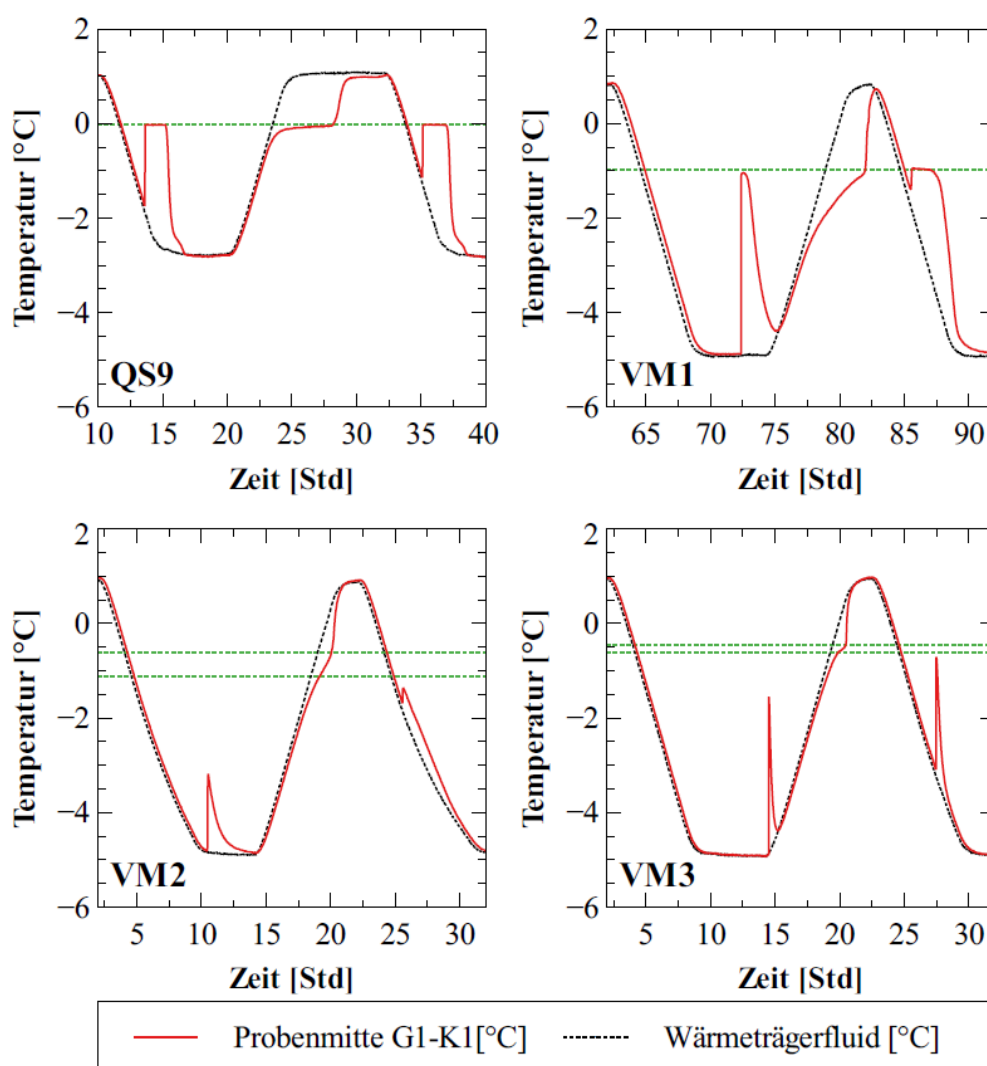 2
0
−2
−4
−6
Temperatur [°C]
QS9
10 15 20 25 30 35 40
Zeit [Std]
2
0
−2
−4
−6
Temperatur [°C]
VM1
65 70 75 80 85 90
Zeit [Std]
2
0
−2
−4
−6
Temperatur [°C]
VM2
5 10 15 20 25 30
Zeit [Std]
2
0
−2
−4
−6
Temperatur [°C]
VM3
5 10 15 20 25 30
Zeit [Std]
Probenmitte G1-K1[°C] Wärmeträgerfluid [°C]